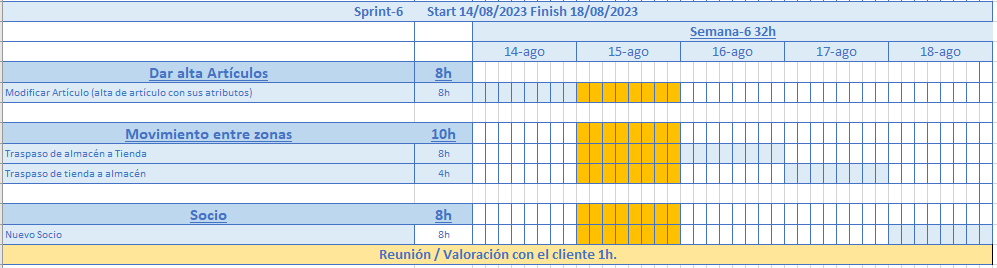 Sprint-6 Start 14/08/2023 Finish 18/08/2023
Semana-6 32h
14-ago 15-ago 16-ago 17-ago 18-ago
Dar alta Artículos 8h
Modificar Artículo (alta de artículo con sus atributos) 8h
Movimiento entre zonas 10h
Traspaso de almacén a Tienda 8h
Traspaso de tienda a almacén 4h
Socio 8h
Nuevo Socio 8h
Reunión / Valoración con el cliente 1h.